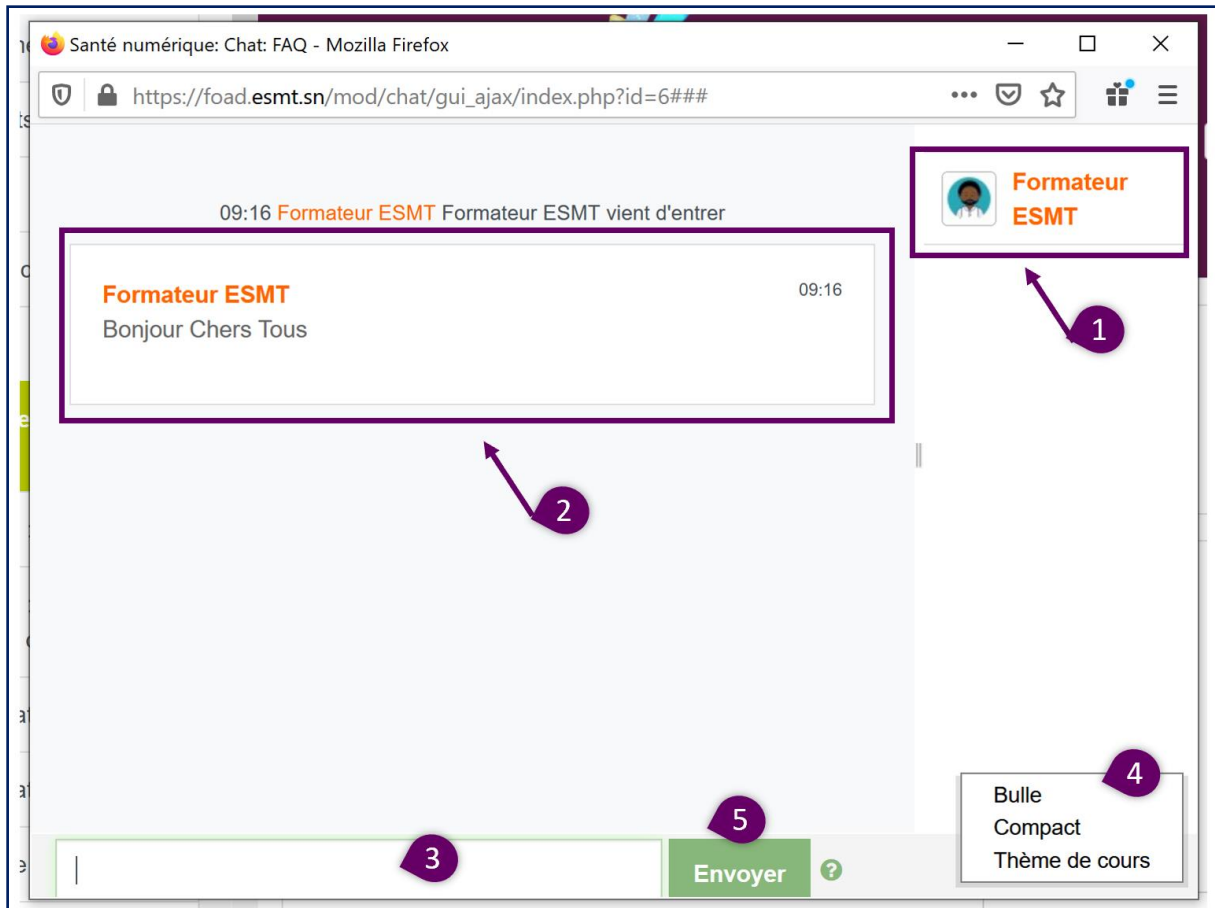 Santé numérique: Chat: FAQ - Mozilla Firefox
https://foad.esmt.sn/mod/chat/gui_ajax/index.php?id=6###
09:16 Formateur ESMT Formateur ESMT vient d'entrer
Formateur ESMT 09:16
Bonjour Chers Tous
Formateur
ESMT
1
2
4
Bulle
Compact
Thème de cours
3
5
Envoyer
?